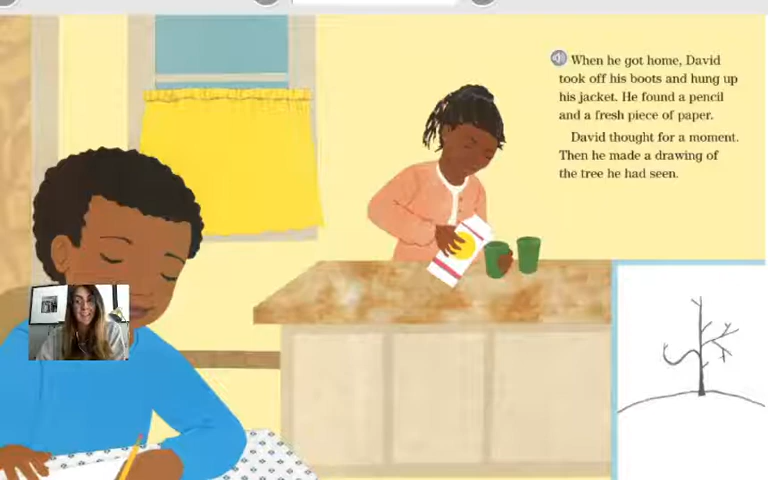 When he got home, David
took off his boots and hung up
his jacket. He found a pencil
and a fresh piece of paper.
David thought for a moment.
Then he made a drawing of
the tree he had seen.